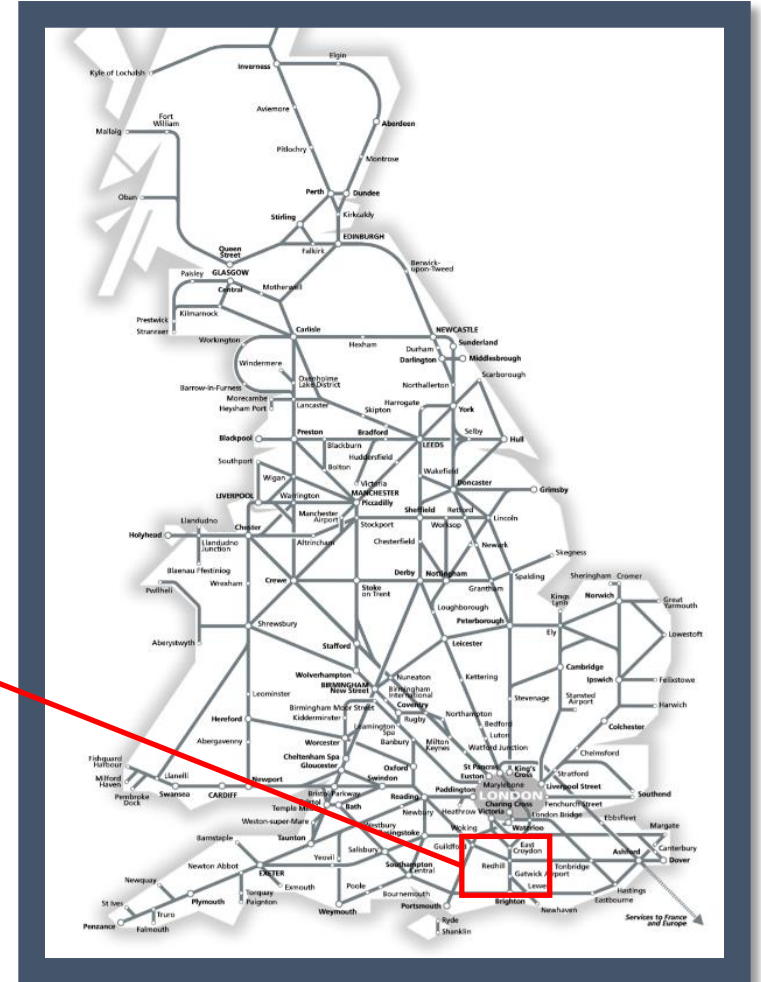 Elgin
Inverness
Kyle of Lochalsh
Aviemore
Fort
William
Aberdeen
Mallaig
Pitlochry
Montrose
Perth
Dundee
Oban
Stirling
Kirkcaldy
EDINBURGH
Queen
Street
Falkirk
Berwick-
upon-Tweed
Paisley
GLASGOW
Central
Motherwell
Prestwick
Kilmarnock
Stranraer
Carlisle
NEWCASTLE
Workington
Hexham
Sunderland
Durham
Darlington
Middlesbrough
Windermere
Scarborough
Oxenholme
Lake District
Barrow-in-Furness
Northallerton
Morecambe
Lancaster
Harrogate
Heysham Port
Skipton
York
Preston
Bradford
Selby
Blackpool
Blackburn
LEEDS
Hull
Southport
Huddersfield
Bolton
Wakefield
Wigan
Victoria
Doncaster
MANCHESTER
LIVERPOOL
Warrington
Piccadilly
Grimsby
Manchester
Airport
Sheffield
Retford
Llandudno
Stockport
Worksop
Lincoln
Chester
Holyhead
Llandudno
Junction
Altrincham
Chesterfield
Newark
Skegness
Blaenau Ffestiniog
Derby
Nottingham
Sheringham
Cromer
Pwllheli
Wrexham
Crewe
Stoke
on Trent
Grantham
Spalding
Kings
Lynn
Norwich
Great
Yarmouth
Loughborough
Shrewsbury
Peterborough
Ely
Lowestoft
Aberystwyth
Stafford
Leicester
Cambridge
Wolverhampton
Nuneaton
Kettering
BIRMINGHAM
New Street
Birmingham
International
Ipswich
Felixstowe
Leominster
Coventry
Stevenage
Stansted
Airport
Birmingham Moor Street
Rugby
Northampton
Harwich
Hereford
Kidderminster
Leamington
Spa
Bedford
Colchester
Abergavenny
Worcester
Banbury
Milton
Keynes
Luton
Watford Junction
Chelmsford
Fishguard
Harbour
Cheltenham Spa
Gloucester
Oxford
St Pancras
Euston
King's
Cross
Stratford
Milford
Haven
Llanelli
Newport
Swindon
Marylebone
Liverpool Street
Pembroke
Dock
Swansea
CARDIFF
Bristol Parkway
Reading
Paddington
LONDON
Southend
Temple Meads
Bath
Newbury
Heathrow
Victoria
Charing Cross
Fenchurch Street
London Bridge
Weston-super-Mare
Westbury
Basingstoke
Woking
Waterloo
Ebbsfleet
Margate
Barnstaple
Taunton
Salisbury
Guildford
East
Croydon
Canterbury
Yeovil
Ashford
Newton Abbot
EXETER
Southampton
Central
Redhill
Tonbridge
Dover
Newquay
Exmouth
Poole
Gatwick Airport
Lewes
Hastings
St Ives
Plymouth
Torquay
Paignton
Bournemouth
Portsmouth
Brighton
Eastbourne
Truro
Weymouth
Newhaven
Penzance
Falmouth
Ryde
Shanklin
Services to France
and Europe